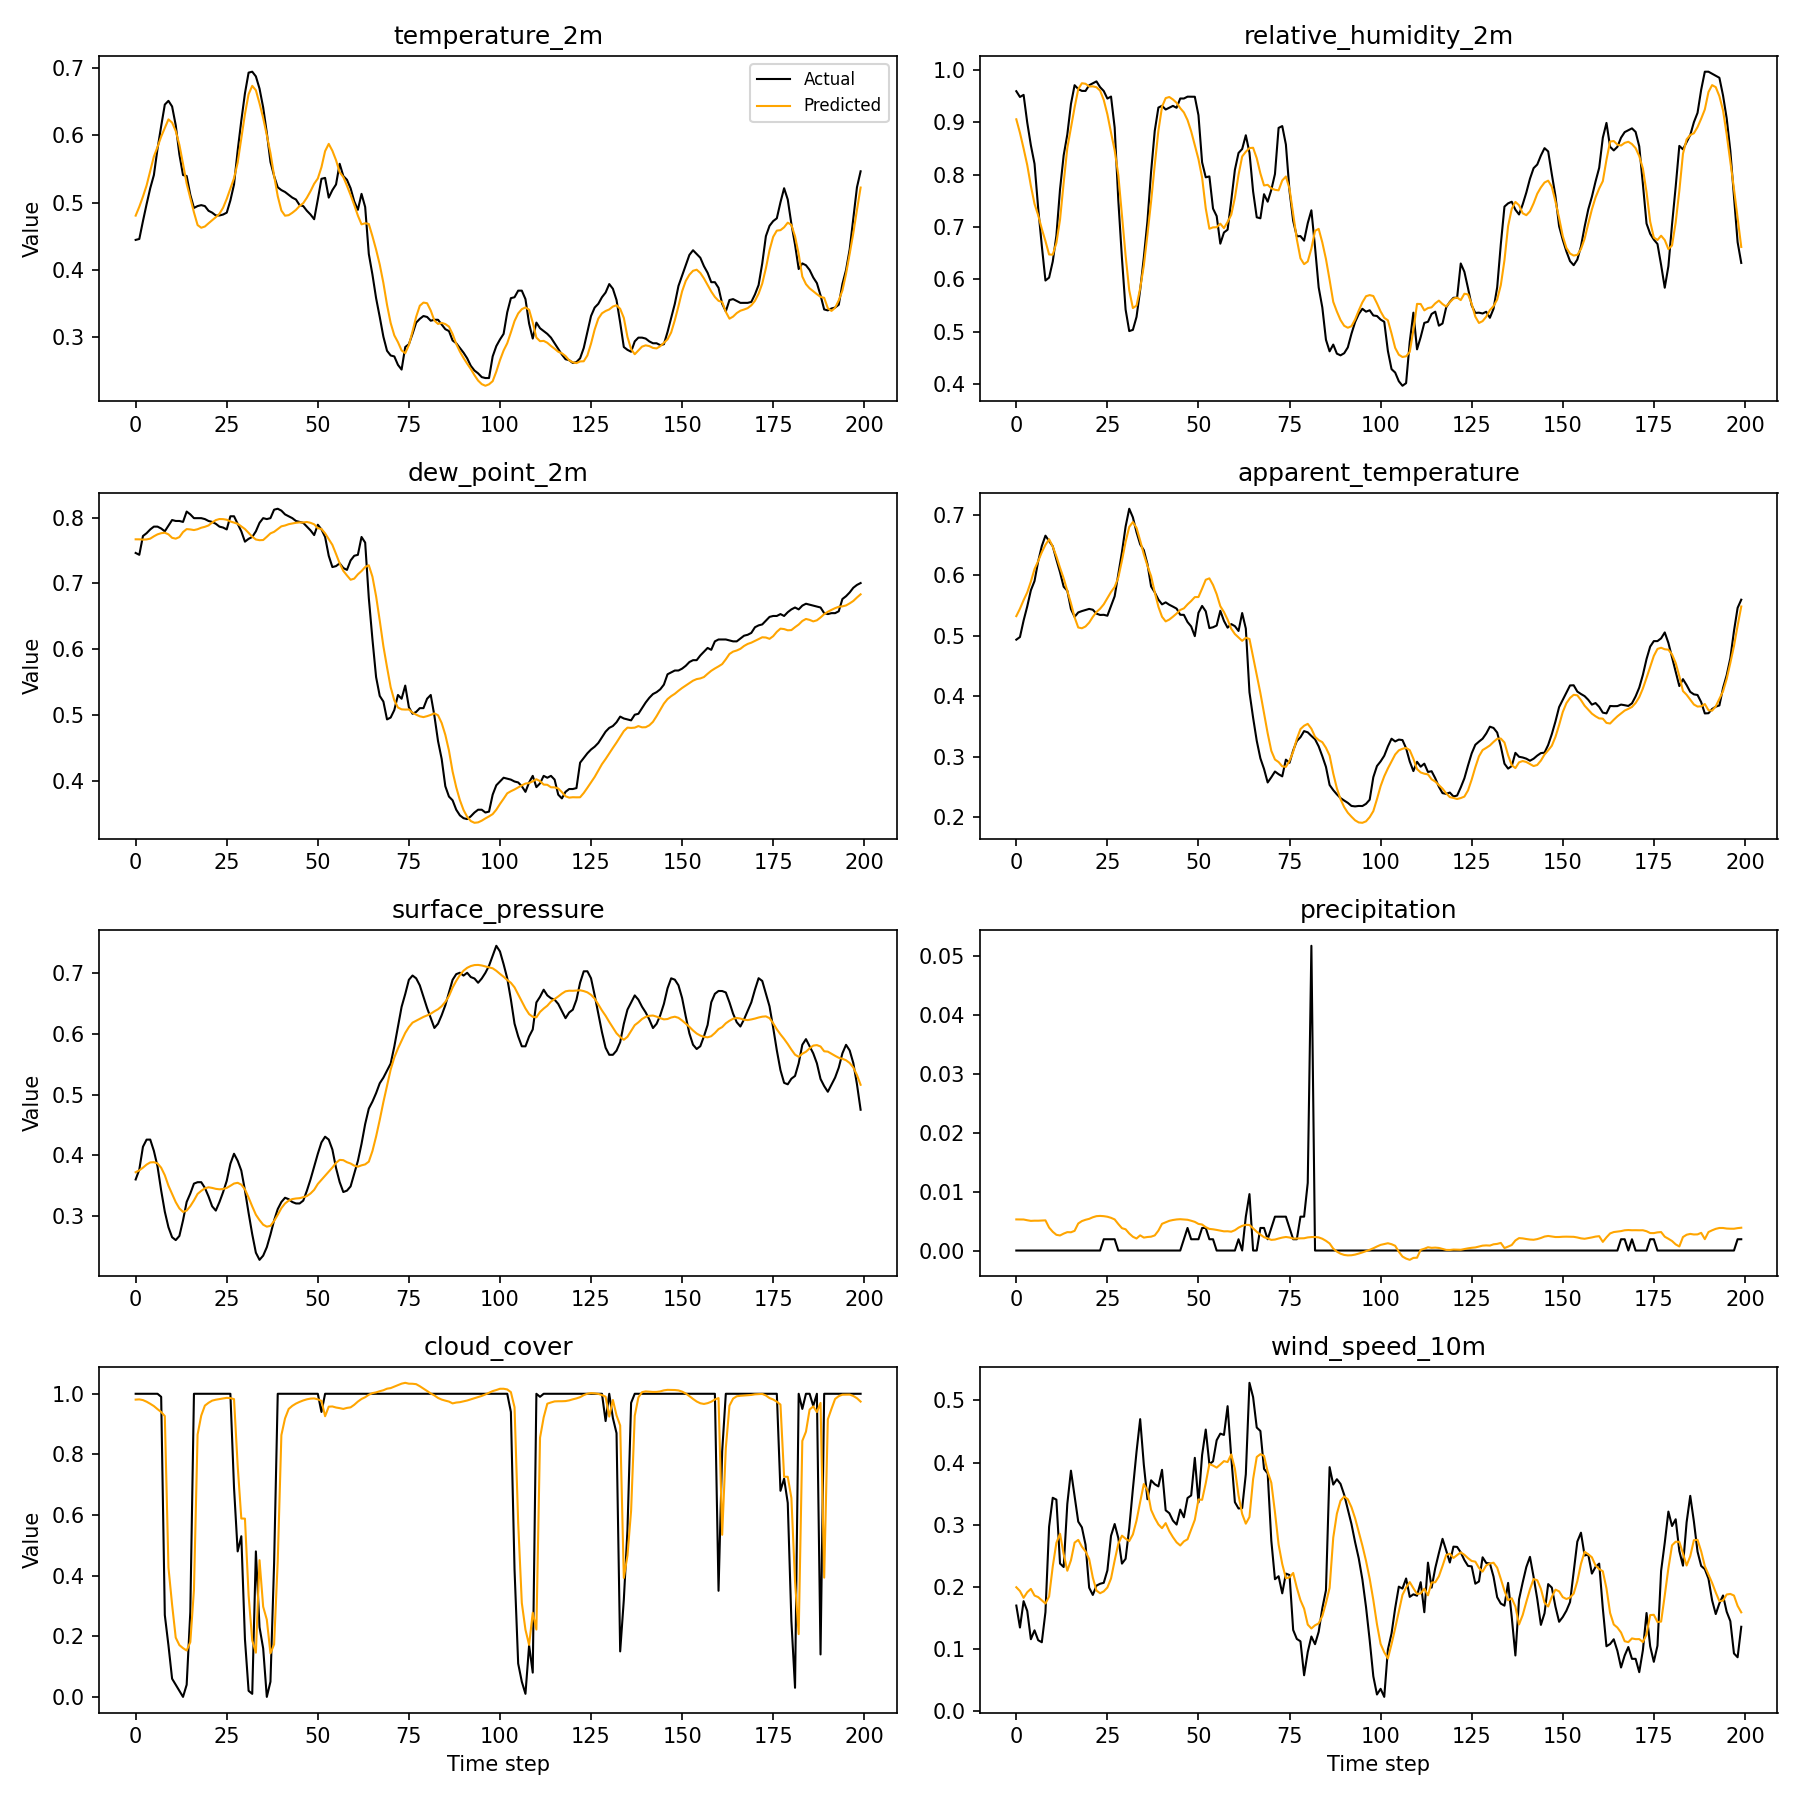 temperature_2m
Actual
Predicted
Value
0.7
0.6
0.5
0.4
0.3
0 25 50 75 100 125 150 175 200
relative_humidity_2m
1.0
0.9
0.8
0.7
0.6
0.5
0.4
0 25 50 75 100 125 150 175 200
dew_point_2m
Value
0.8
0.7
0.6
0.5
0.4
0 25 50 75 100 125 150 175 200
apparent_temperature
0.7
0.6
0.5
0.4
0.3
0.2
0 25 50 75 100 125 150 175 200
surface_pressure
Value
0.7
0.6
0.5
0.4
0.3
0 25 50 75 100 125 150 175 200
precipitation
0.05
0.04
0.03
0.02
0.01
0.00
0 25 50 75 100 125 150 175 200
cloud_cover
Value
1.0
0.8
0.6
0.4
0.2
0.0
0 25 50 75 100 125 150 175 200
Time step
wind_speed_10m
0.5
0.4
0.3
0.2
0.1
0.0
0 25 50 75 100 125 150 175 200
Time step